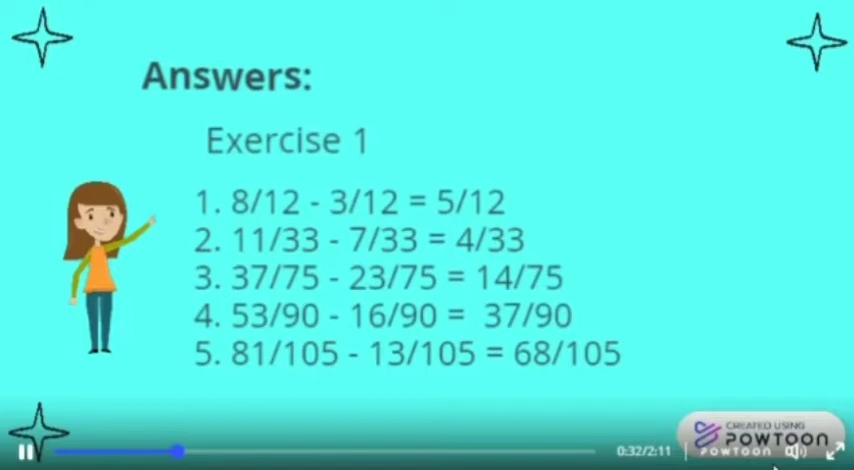 Answers:
Exercise 1
1. 8/12 - 3/12 = 5/12
2. 11/33 - 7/33 = 4/33
3. 37/75 - 23/75 = 14/75
4. 53/90 - 16/90 = 37/90
5. 81/105 - 13/105 = 68/105
CREATED USING
POWTOON
0:32/2:11
POWTOON